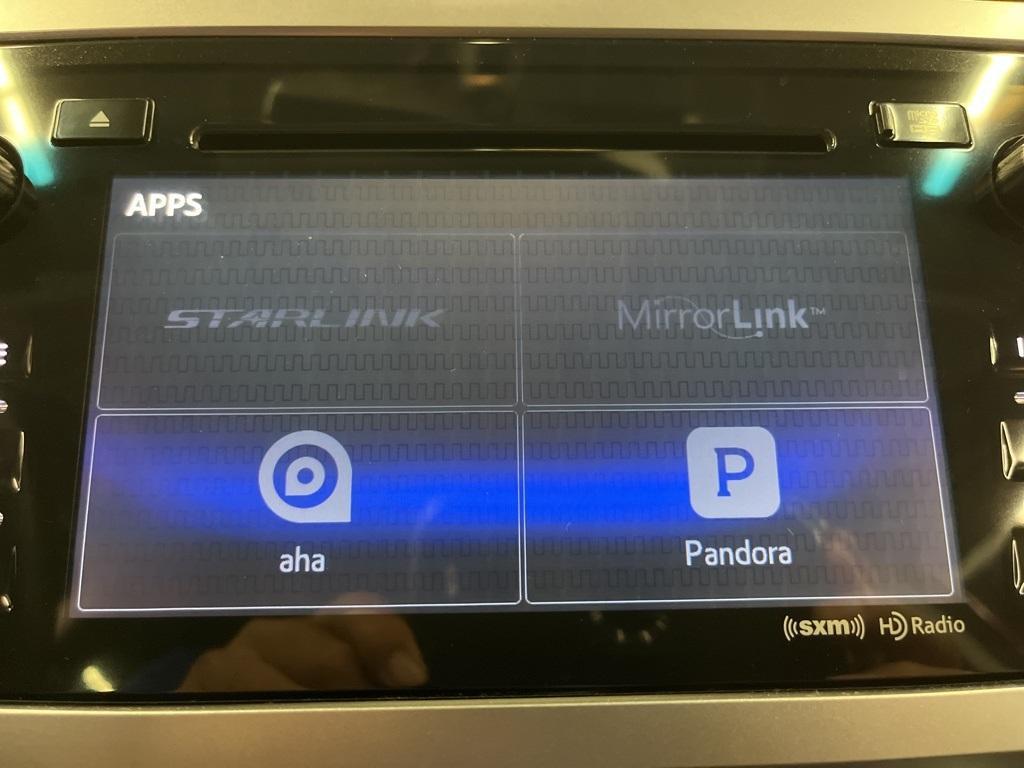 APPS
STARLINK
MirrorLink™
aha
P
Pandora
((sxm)) HD Radio